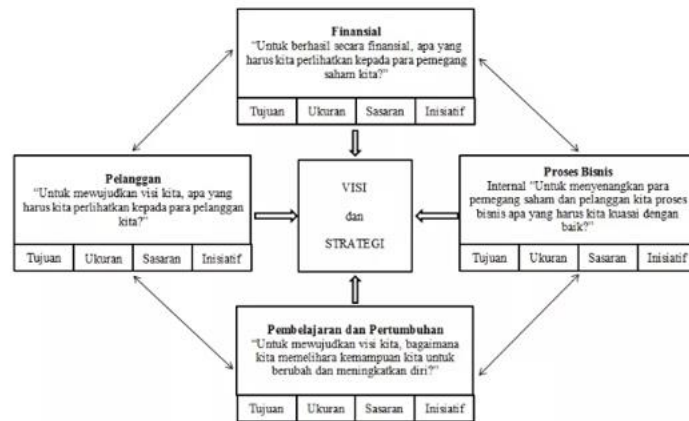 Finansial
"Untuk berhasil secara finansial, apa yang
harus kita perlihatkan kepada para pemegang
saham kita?"
Tujuan Ukuran Sasaran Inisiatif
Pelanggan
"Untuk mewujudkan visi kita, apa yang
harus kita perlihatkan kepada para pelanggan
kita?"
Tujuan Ukuran Sasaran Inisiatif
VISI
dan
STRATEGI
Proses Bisnis
Internal "Untuk menyenangkan para
pemegang saham dan pelanggan kita proses
bisnis apa yang harus kita kuasai dengan
baik?"
Tujuan Ukuran Sasaran Inisiatif
Pembelajaran dan Pertumbuhan
"Untuk mewujudkan visi kita, bagaimana
kita memelihara kemampuan kita untuk
berubah dan meningkatkan diri?"
Tujuan Ukuran Sasaran Inisiatif